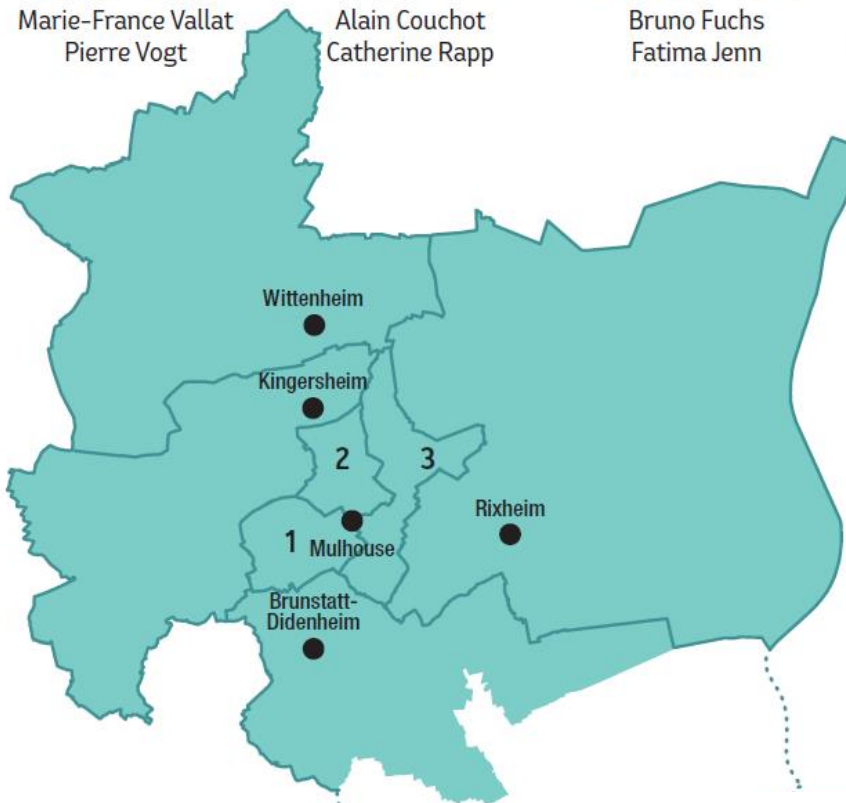 Marie-France Vallat
Pierre Vogt
Alain Couchot
Catherine Rapp
Bruno Fuchs
Fatima Jenn
Wittenheim
Kingersheim
2
3
Rixheim
1
Mulhouse
Brunstatt-
Didenheim